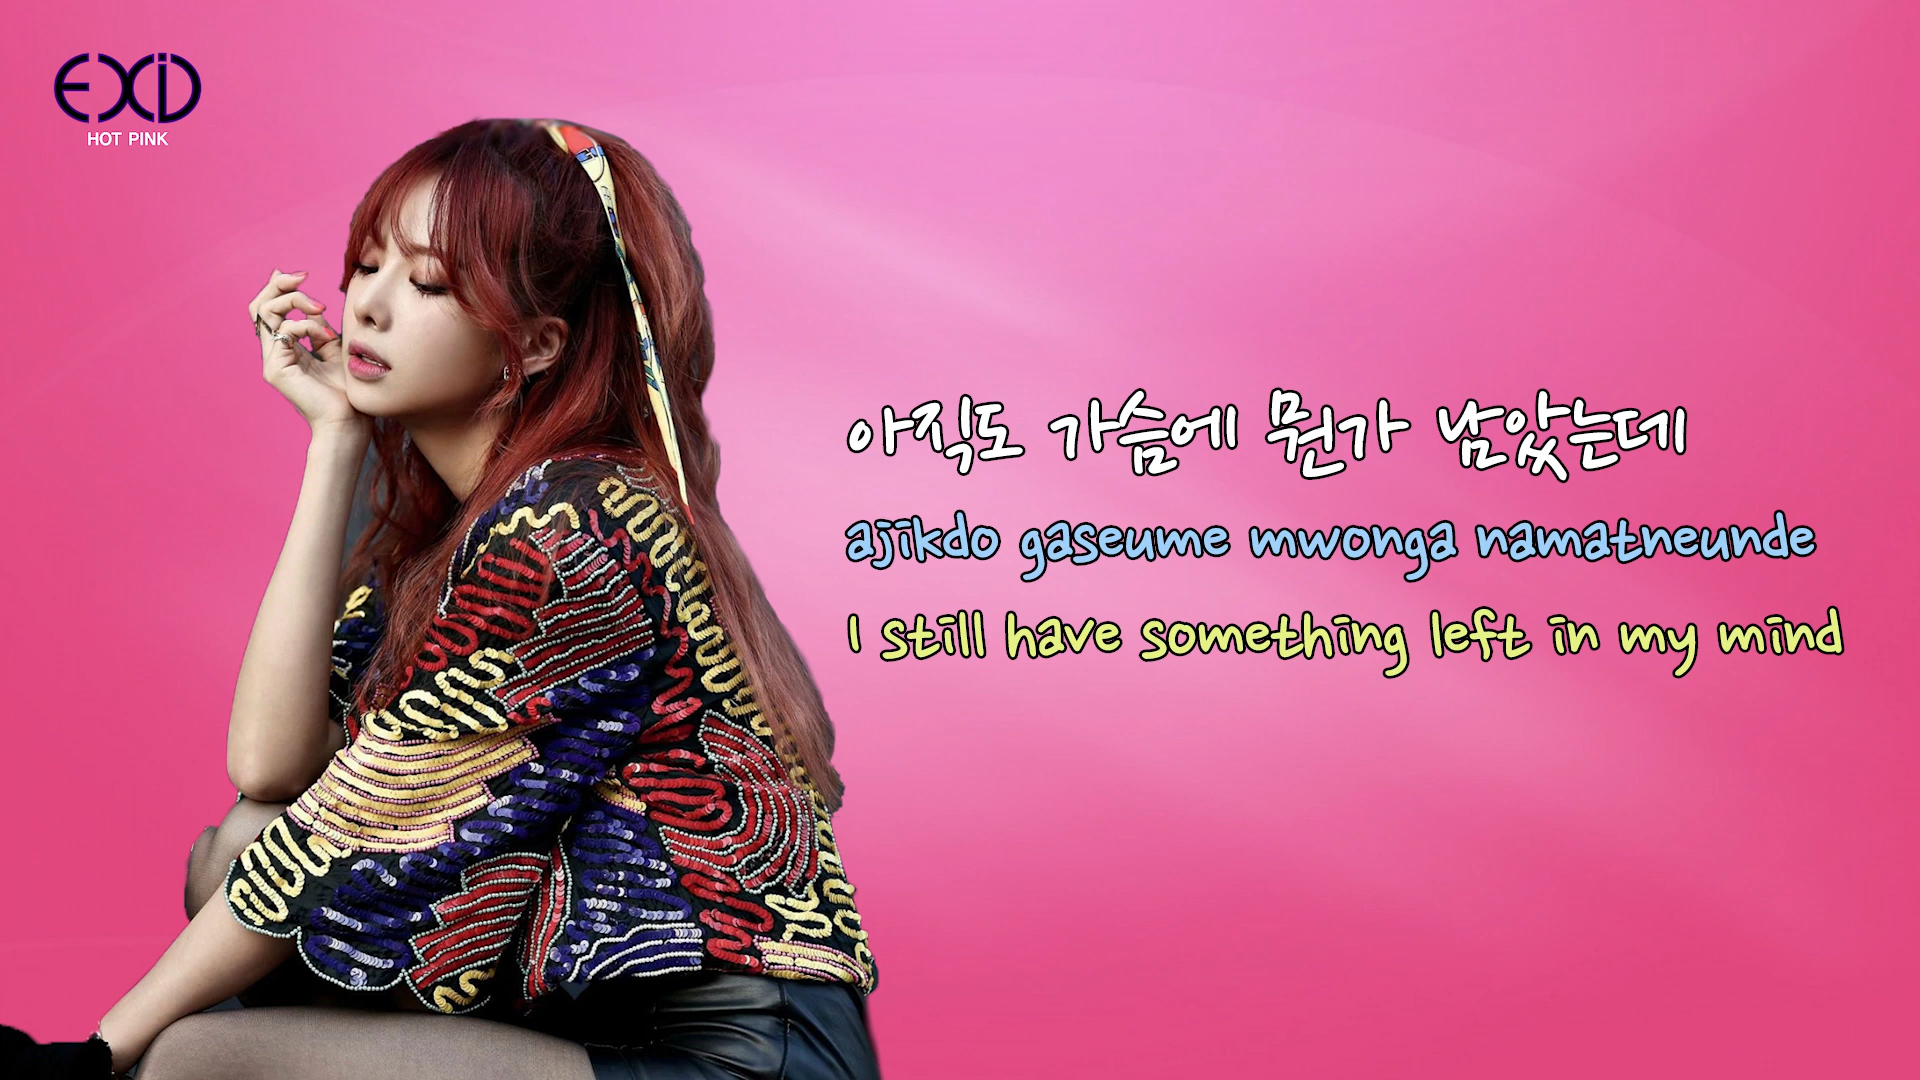 EXID
HOT PINK
아직도 가슴에 뭔가 남았는데
ajikdo gaseume mwonga namatneunde
I still have something left in my mind